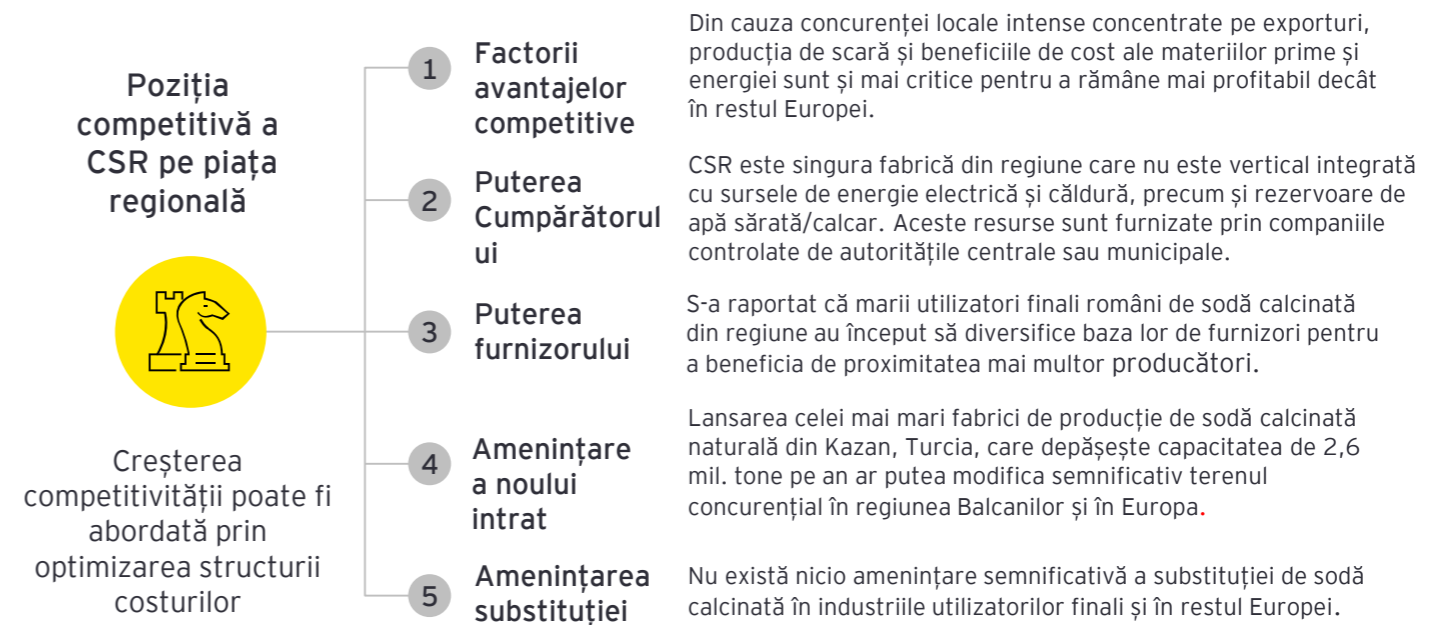 Poziția
competitivă a
CSR pe piața
regională
Creșterea
competitivității poate fi
abordată prin
optimizarea structurii
costurilor
1
Factorii
avantajelor
competitive
Din cauza concurenței locale intense concentrate pe exporturi,
producția de scară și beneficiile de cost ale materiilor prime și
energiei sunt și mai critice pentru a rămâne mai profitabil decât
în restul Europei.
2
Puterea
Cumpărătorul
ui
CSR este singura fabrică din regiune care nu este vertical integrată
cu sursele de energie electrică și căldură, precum și rezervoare de
apă sărată/calcar. Aceste resurse sunt furnizate prin companiile
controlate de autoritățile centrale sau municipale.
3
Puterea
furnizorului
S-a raportat că marii utilizatori finali români de sodă calcinată
din regiune au început să diversifice baza lor de furnizori pentru
a beneficia de proximitatea mai multor producători.
4
Amenințare
a noului
intrat
Lansarea celei mai mari fabrici de producție de sodă calcinată
naturală din Kazan, Turcia, care depășește capacitatea de 2,6
mil. tone pe an ar putea modifica semnificativ terenul
concurențial în regiunea Balcanilor și în Europa.
5
Amenințarea
substituției
Nu există nicio amenințare semnificativă a substituției de sodă
calcinată în industriile utilizatorilor finali și în restul Europei.